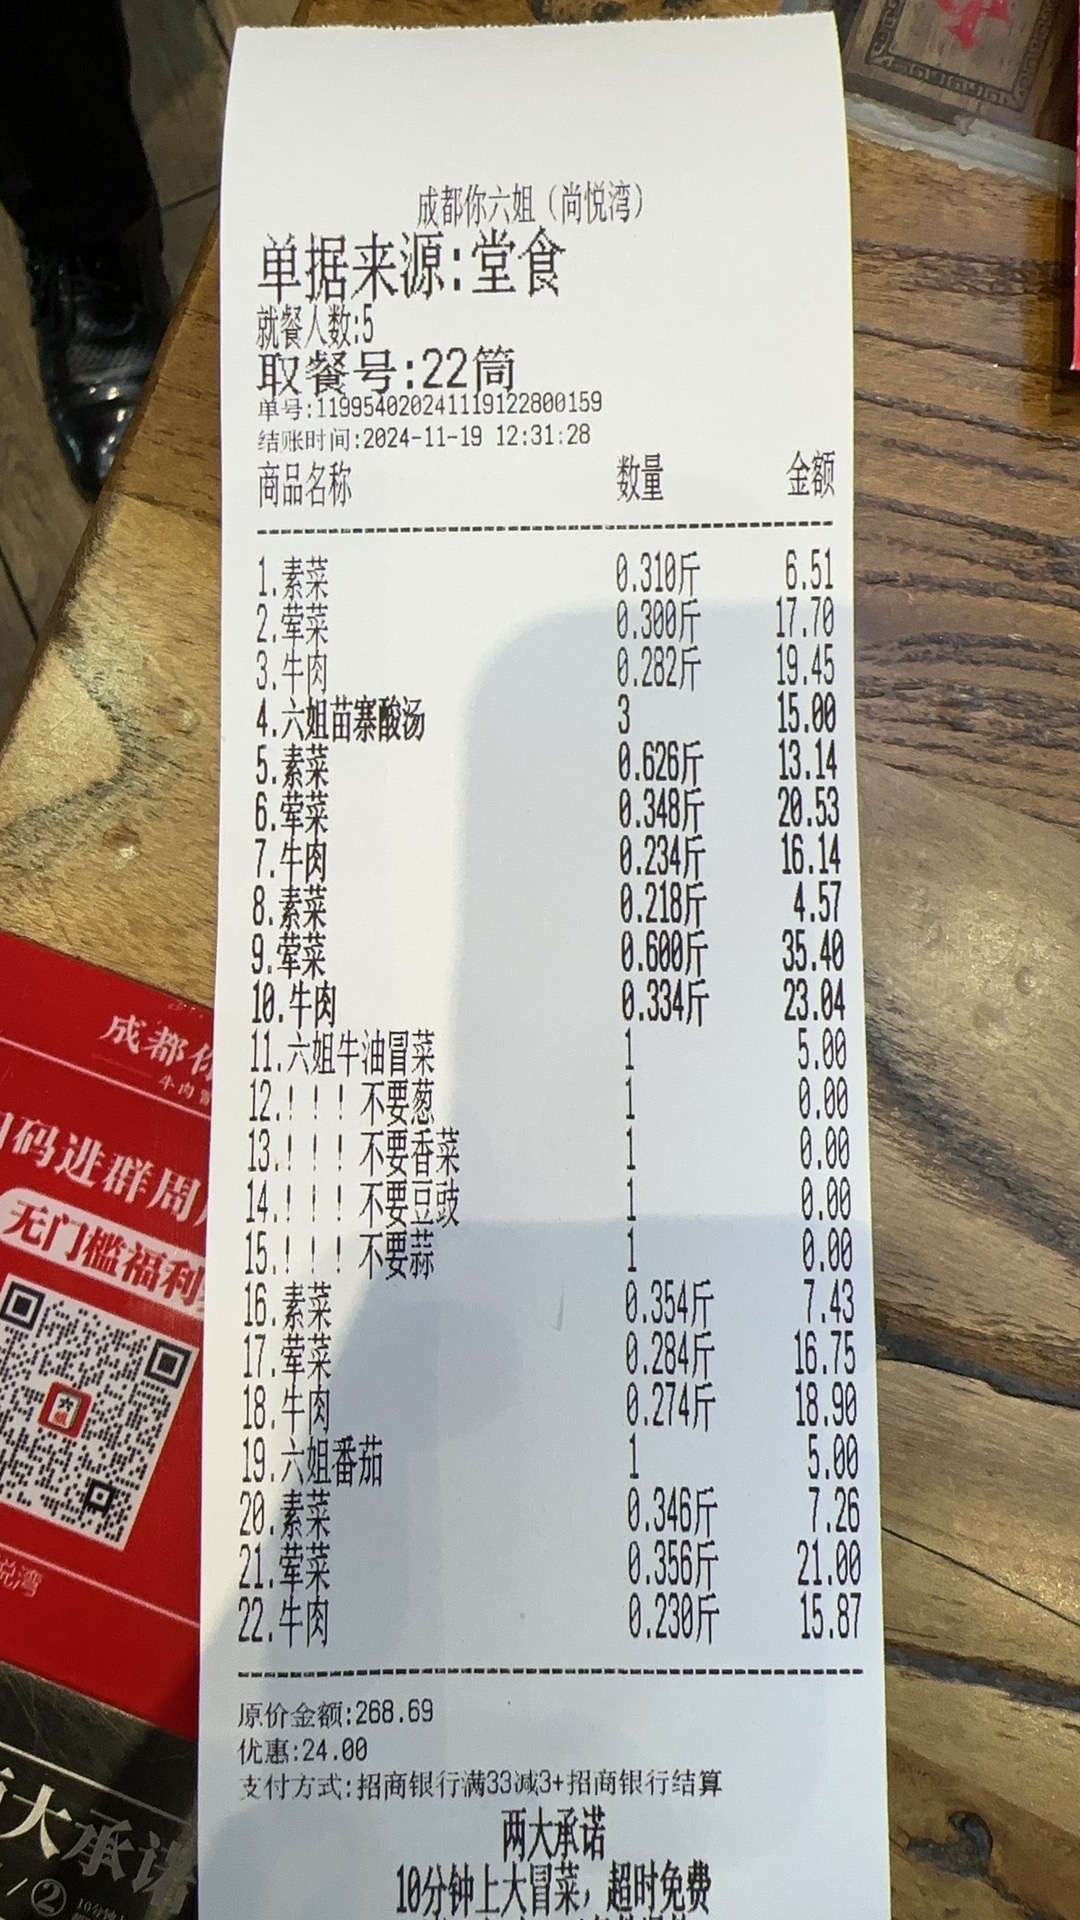 成都你六姐（尚悦湾）
单据来源:堂食
就餐人数:5
取餐号:22筒
单号:119954020241119122800159
结账时间:2024-11-19 12:31:28
商品名称 数量 金额
1.素菜 0.310斤 6.51
2.荤菜 0.300斤 17.70
3.牛肉 0.282斤 19.45
4.六姐苗寨酸汤 3 15.00
5.素菜 0.626斤 13.14
6.荤菜 0.348斤 20.53
7.牛肉 0.234斤 16.14
8.素菜 0.218斤 4.57
9.荤菜 0.600斤 35.40
10.牛肉 0.334斤 23.04
11.六姐牛油冒菜 1 5.00
12.！！！不要葱 1 0.00
13.！！！不要香菜 1 0.00
14.！！！不要豆豉 1 0.00
15.！！！不要蒜 1 0.00
16.素菜 0.354斤 7.43
17.荤菜 0.284斤 16.75
18.牛肉 0.274斤 18.90
19.六姐番茄 1 5.00
20.素菜 0.346斤 7.26
21.荤菜 0.356斤 21.00
22.牛肉 0.230斤 15.87
原价金额:268.69
优惠:24.00
支付方式:招商银行满33减3+招商银行结算
两大承诺
10分钟上大冒菜，超时免费
成都你
牛肉
码进群周
无门槛福利
六姐
悦湾
大承诺
2
10分钟